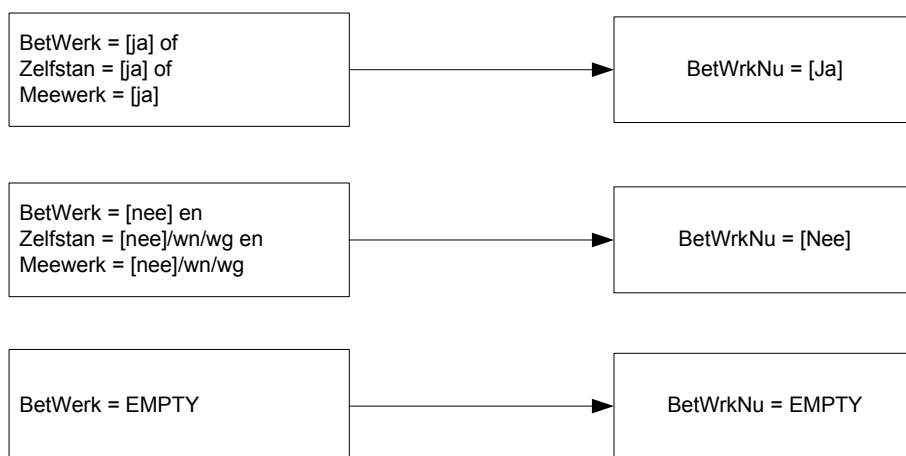 BetWerk = [ja] of
Zelfstan = [ja] of
Meewerk = [ja]
BetWrkNu = [Ja]
BetWerk = [nee] en
Zelfstan = [nee]/wn/wg en
Meewerk = [nee]/wn/wg
BetWrkNu = [Nee]
BetWerk = EMPTY
BetWrkNu = EMPTY